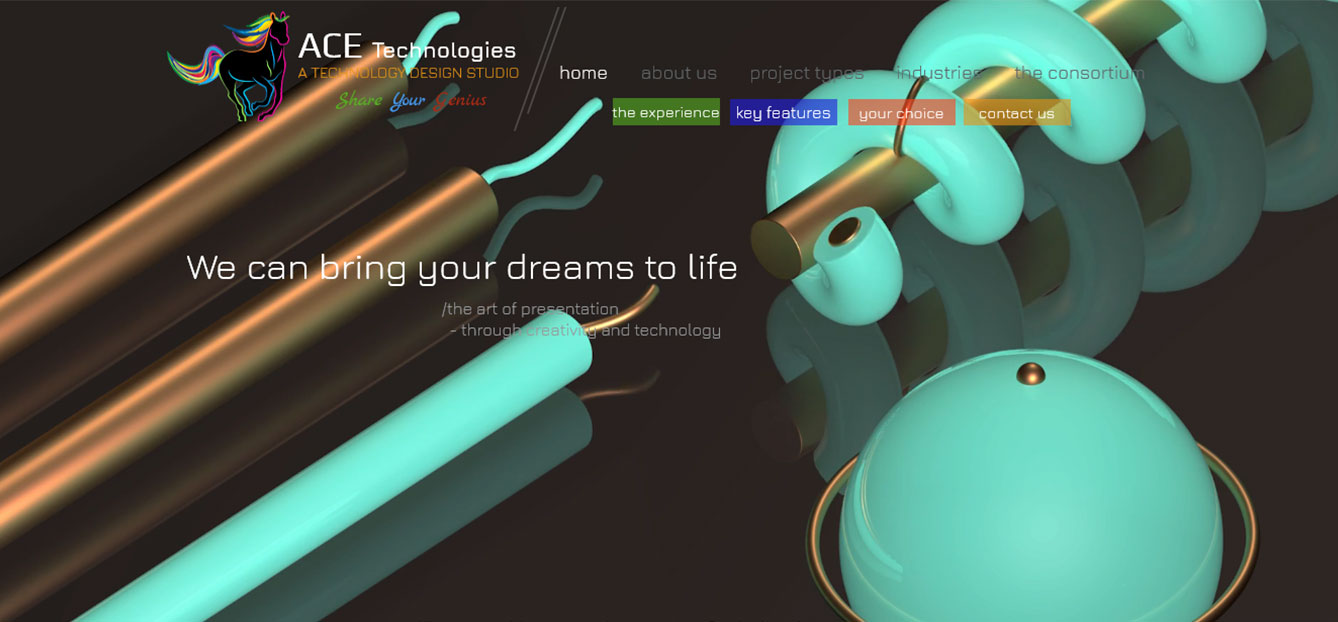 ACE Technologies
A TECHNOLOGY DESIGN STUDIO
Share Your Genius
home about us project types industries the consortium
the experience key features your choice contact us
We can bring your dreams to life
/the art of presentation
- through creativity and technology